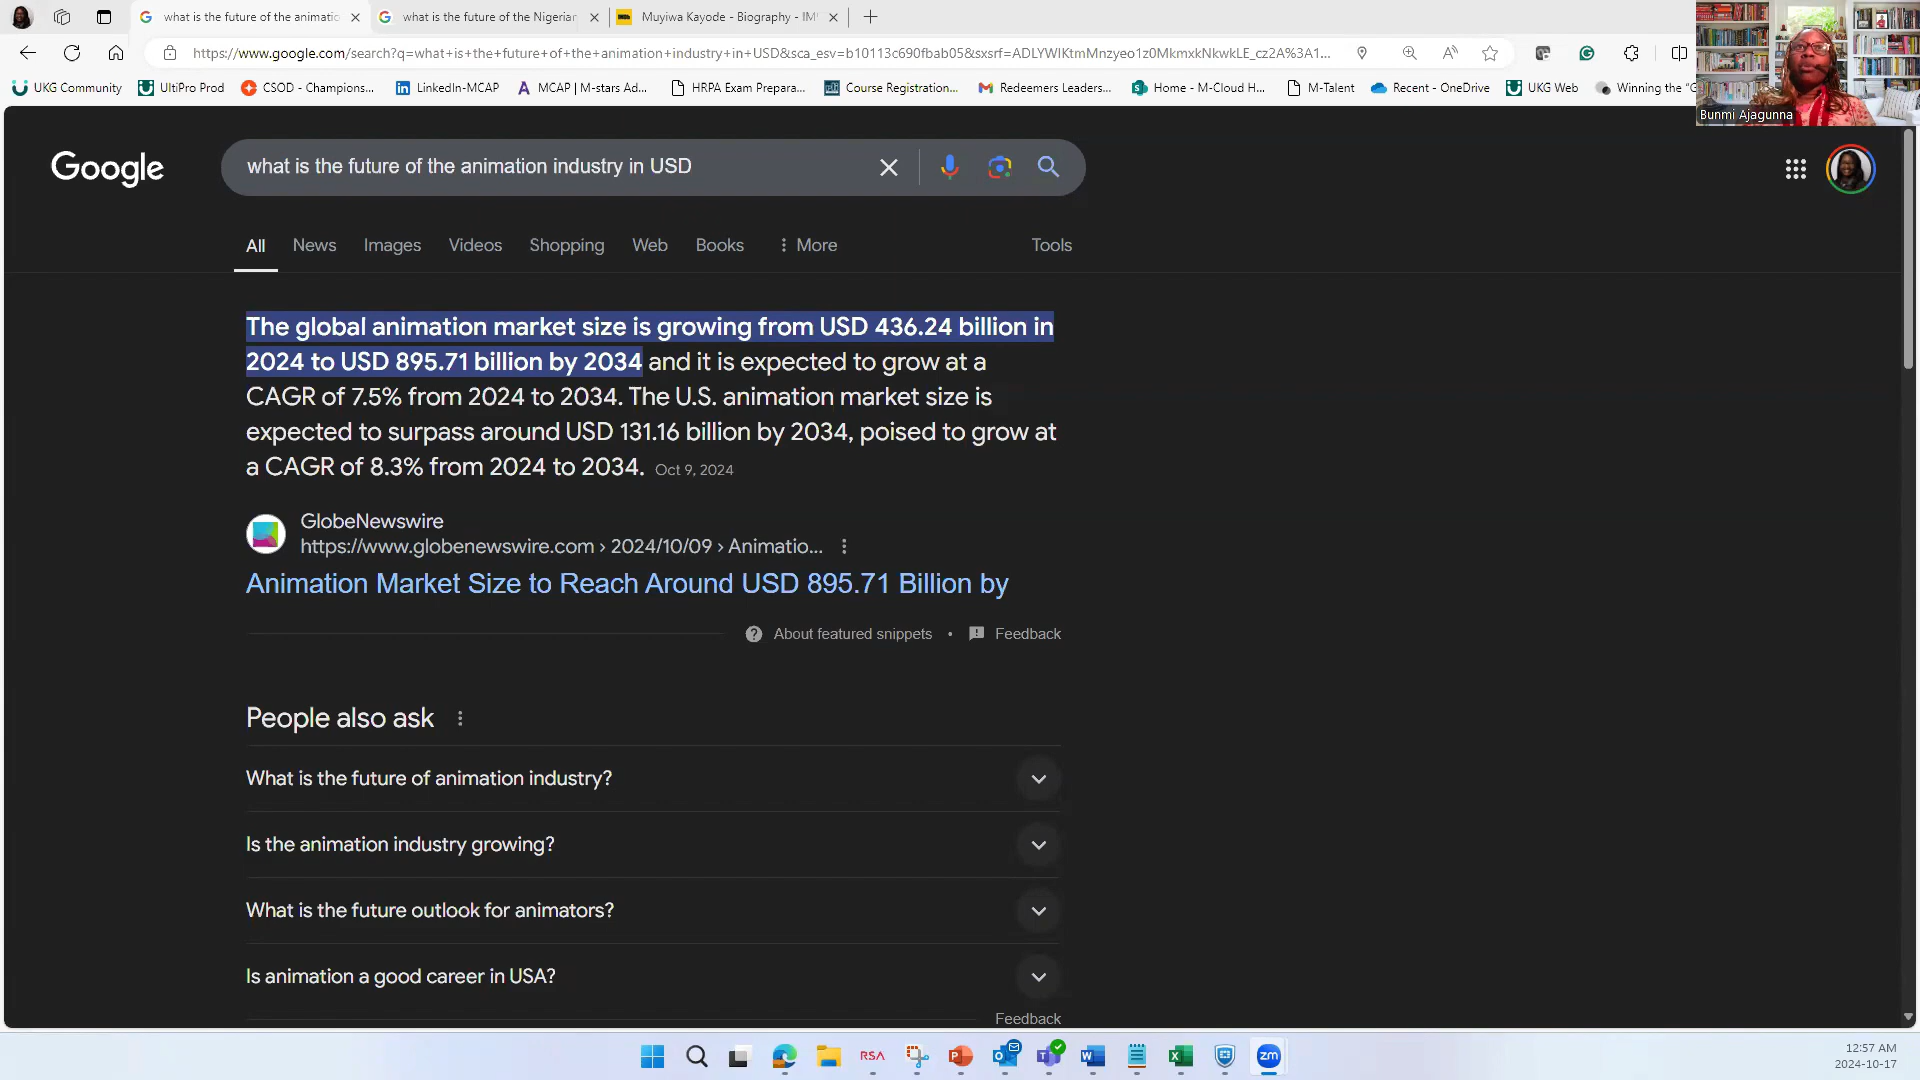 what is the future of the animatio
what is the future of the Nigerian
Muyiwa Kayode - Biography - IM
https://www.google.com/search?q=what+is+the+future+of+the+animation+industry+in+USD&sca_esv=b10113c690fbab05&sxsrf=ADLYWIKtmMnzyeo1z0MkmxkNkwkLE_cz2A%3A1...
UKG Community
UltiPro Prod
CSOD - Champions...
LinkedIn-MCAP
MCAP | M-stars Ad...
HRPA Exam Prepara...
Course Registration...
Redeemers Leaders...
Home - M-Cloud H...
M-Talent
Recent - OneDrive
UKG Web
Winning the "G
Bunmi Ajagunna
Google
what is the future of the animation industry in USD
All
News
Images
Videos
Shopping
Web
Books
More
Tools
The global animation market size is growing from USD 436.24 billion in
2024 to USD 895.71 billion by 2034 and it is expected to grow at a
CAGR of 7.5% from 2024 to 2034. The U.S. animation market size is
expected to surpass around USD 131.16 billion by 2034, poised to grow at
a CAGR of 8.3% from 2024 to 2034. Oct 9, 2024
GlobeNewswire
https://www.globenewswire.com › 2024/10/09 › Animatio...
Animation Market Size to Reach Around USD 895.71 Billion by
About featured snippets • Feedback
People also ask
What is the future of animation industry?
Is the animation industry growing?
What is the future outlook for animators?
Is animation a good career in USA?
Feedback
RSA
zm
12:57 AM
2024-10-17